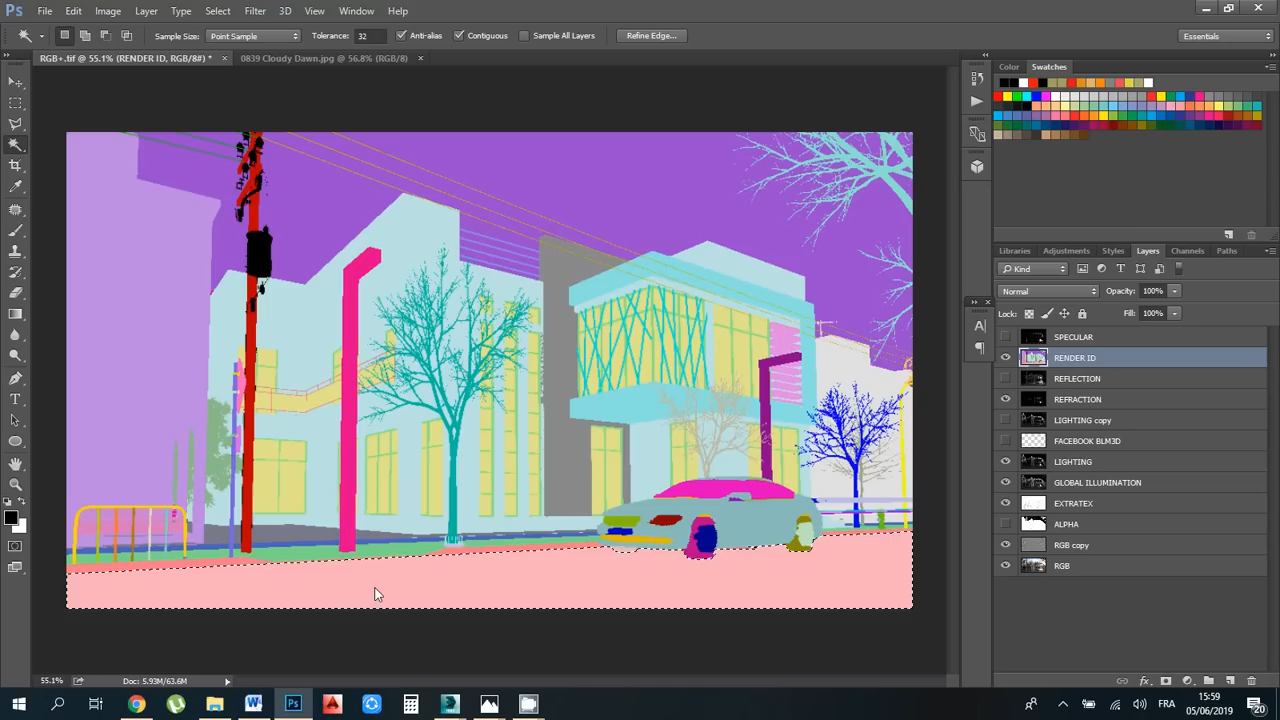 Ps File Edit Image Layer Type Select Filter 3D View Window Help
Sample Size: Point Sample Tolerance: 32 Anti-alias Contiguous Sample All Layers Refine Edge... Essentials
RGB+.tif @ 55.1% (RENDER ID, RGB/8#) * × 0839 Cloudy Dawn.jpg @ 56.8% (RGB/8) ×
Color Swatches
Libraries Adjustments Styles Layers Channels Paths
Kind
Normal Opacity: 100%
Lock: Fill: 100%
SPECULAR
RENDER ID
REFLECTION
REFRACTION
LIGHTING copy
FACEBOOK BLM3D
LIGHTING
GLOBAL ILLUMINATION
EXTRATEX
ALPHA
RGB copy
RGB
55.1% Doc: 5.93M/63.6M
fx
Ps
FRA
15:59
05/06/2019
20